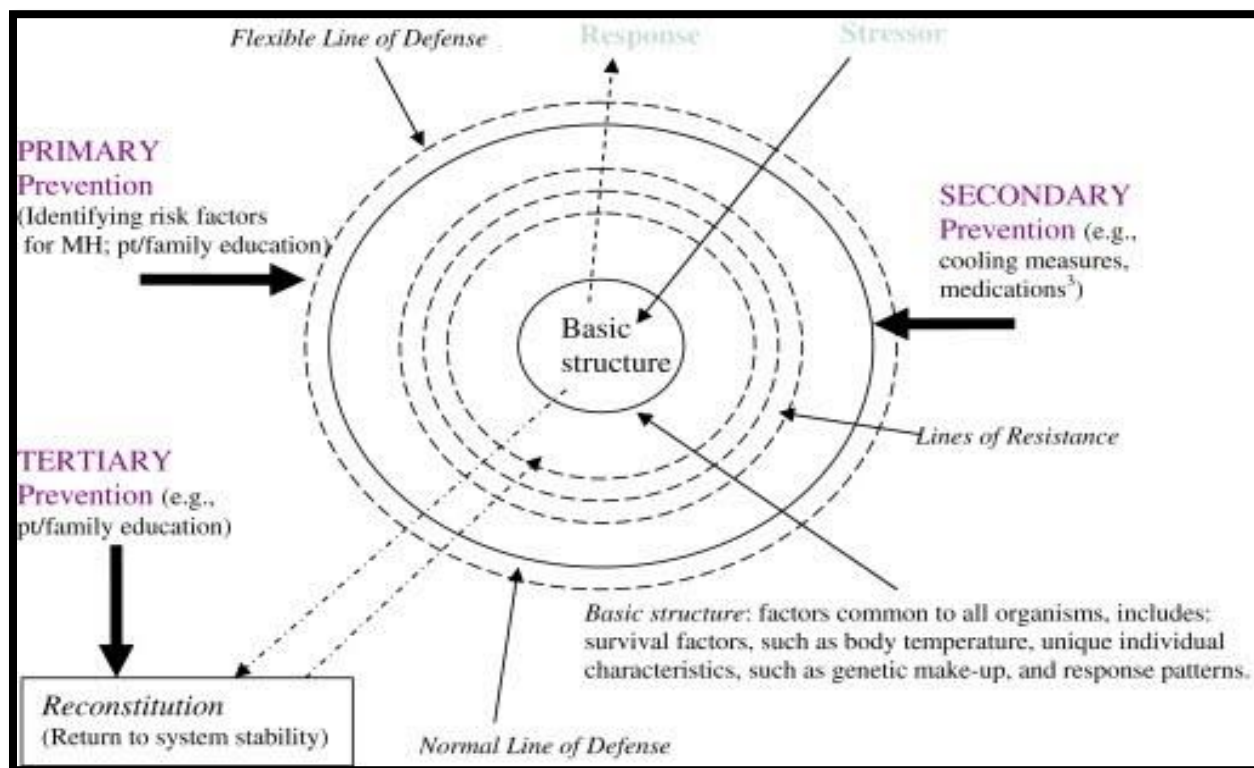 Flexible Line of Defense
Response
Stressor
PRIMARY
Prevention
(Identifying risk factors
for MH; pt/family education)
SECONDARY
Prevention (e.g.,
cooling measures,
medications³)
Basic
structure
Lines of Resistance
TERTIARY
Prevention (e.g.,
pt/family education)
Basic structure: factors common to all organisms, includes:
survival factors, such as body temperature, unique individual
characteristics, such as genetic make-up, and response patterns.
Reconstitution
(Return to system stability)
Normal Line of Defense